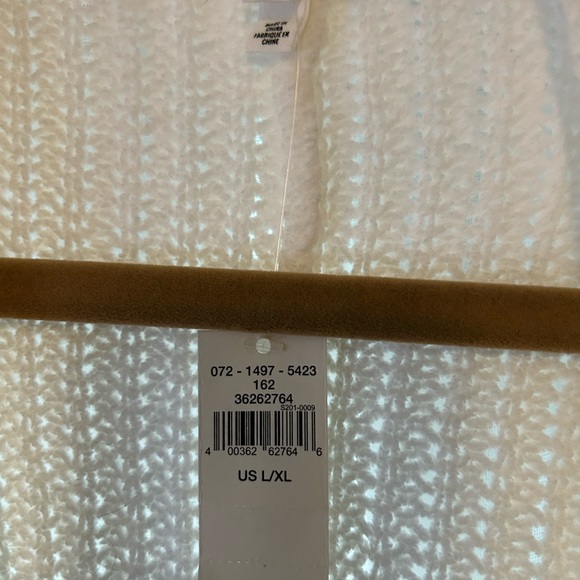 MADE IN
CHINA
FABRIQUÉ EN
CHINE
072 - 1497 - 5423
162
36262764
S201-0009
4 00362 62764 6
US L/XL